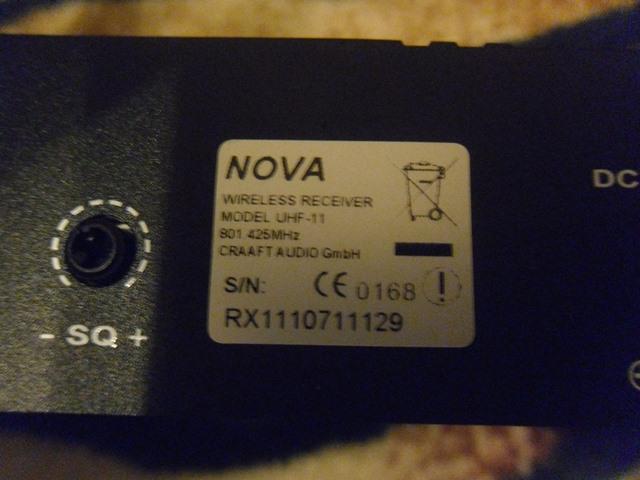 NOVA
WIRELESS RECEIVER
MODEL UHF-11
801.425MHz
CRAAFT AUDIO GmbH
S/N: CE 0168 !
RX1110711129
- SQ +
DC